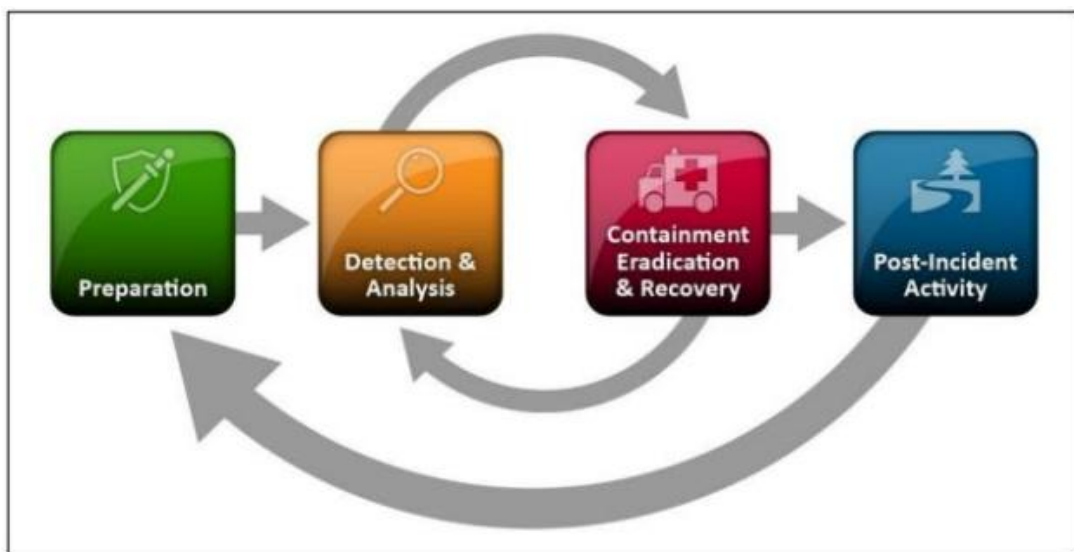 Preparation
Detection &
Analysis
Containment
Eradication
& Recovery
Post-Incident
Activity